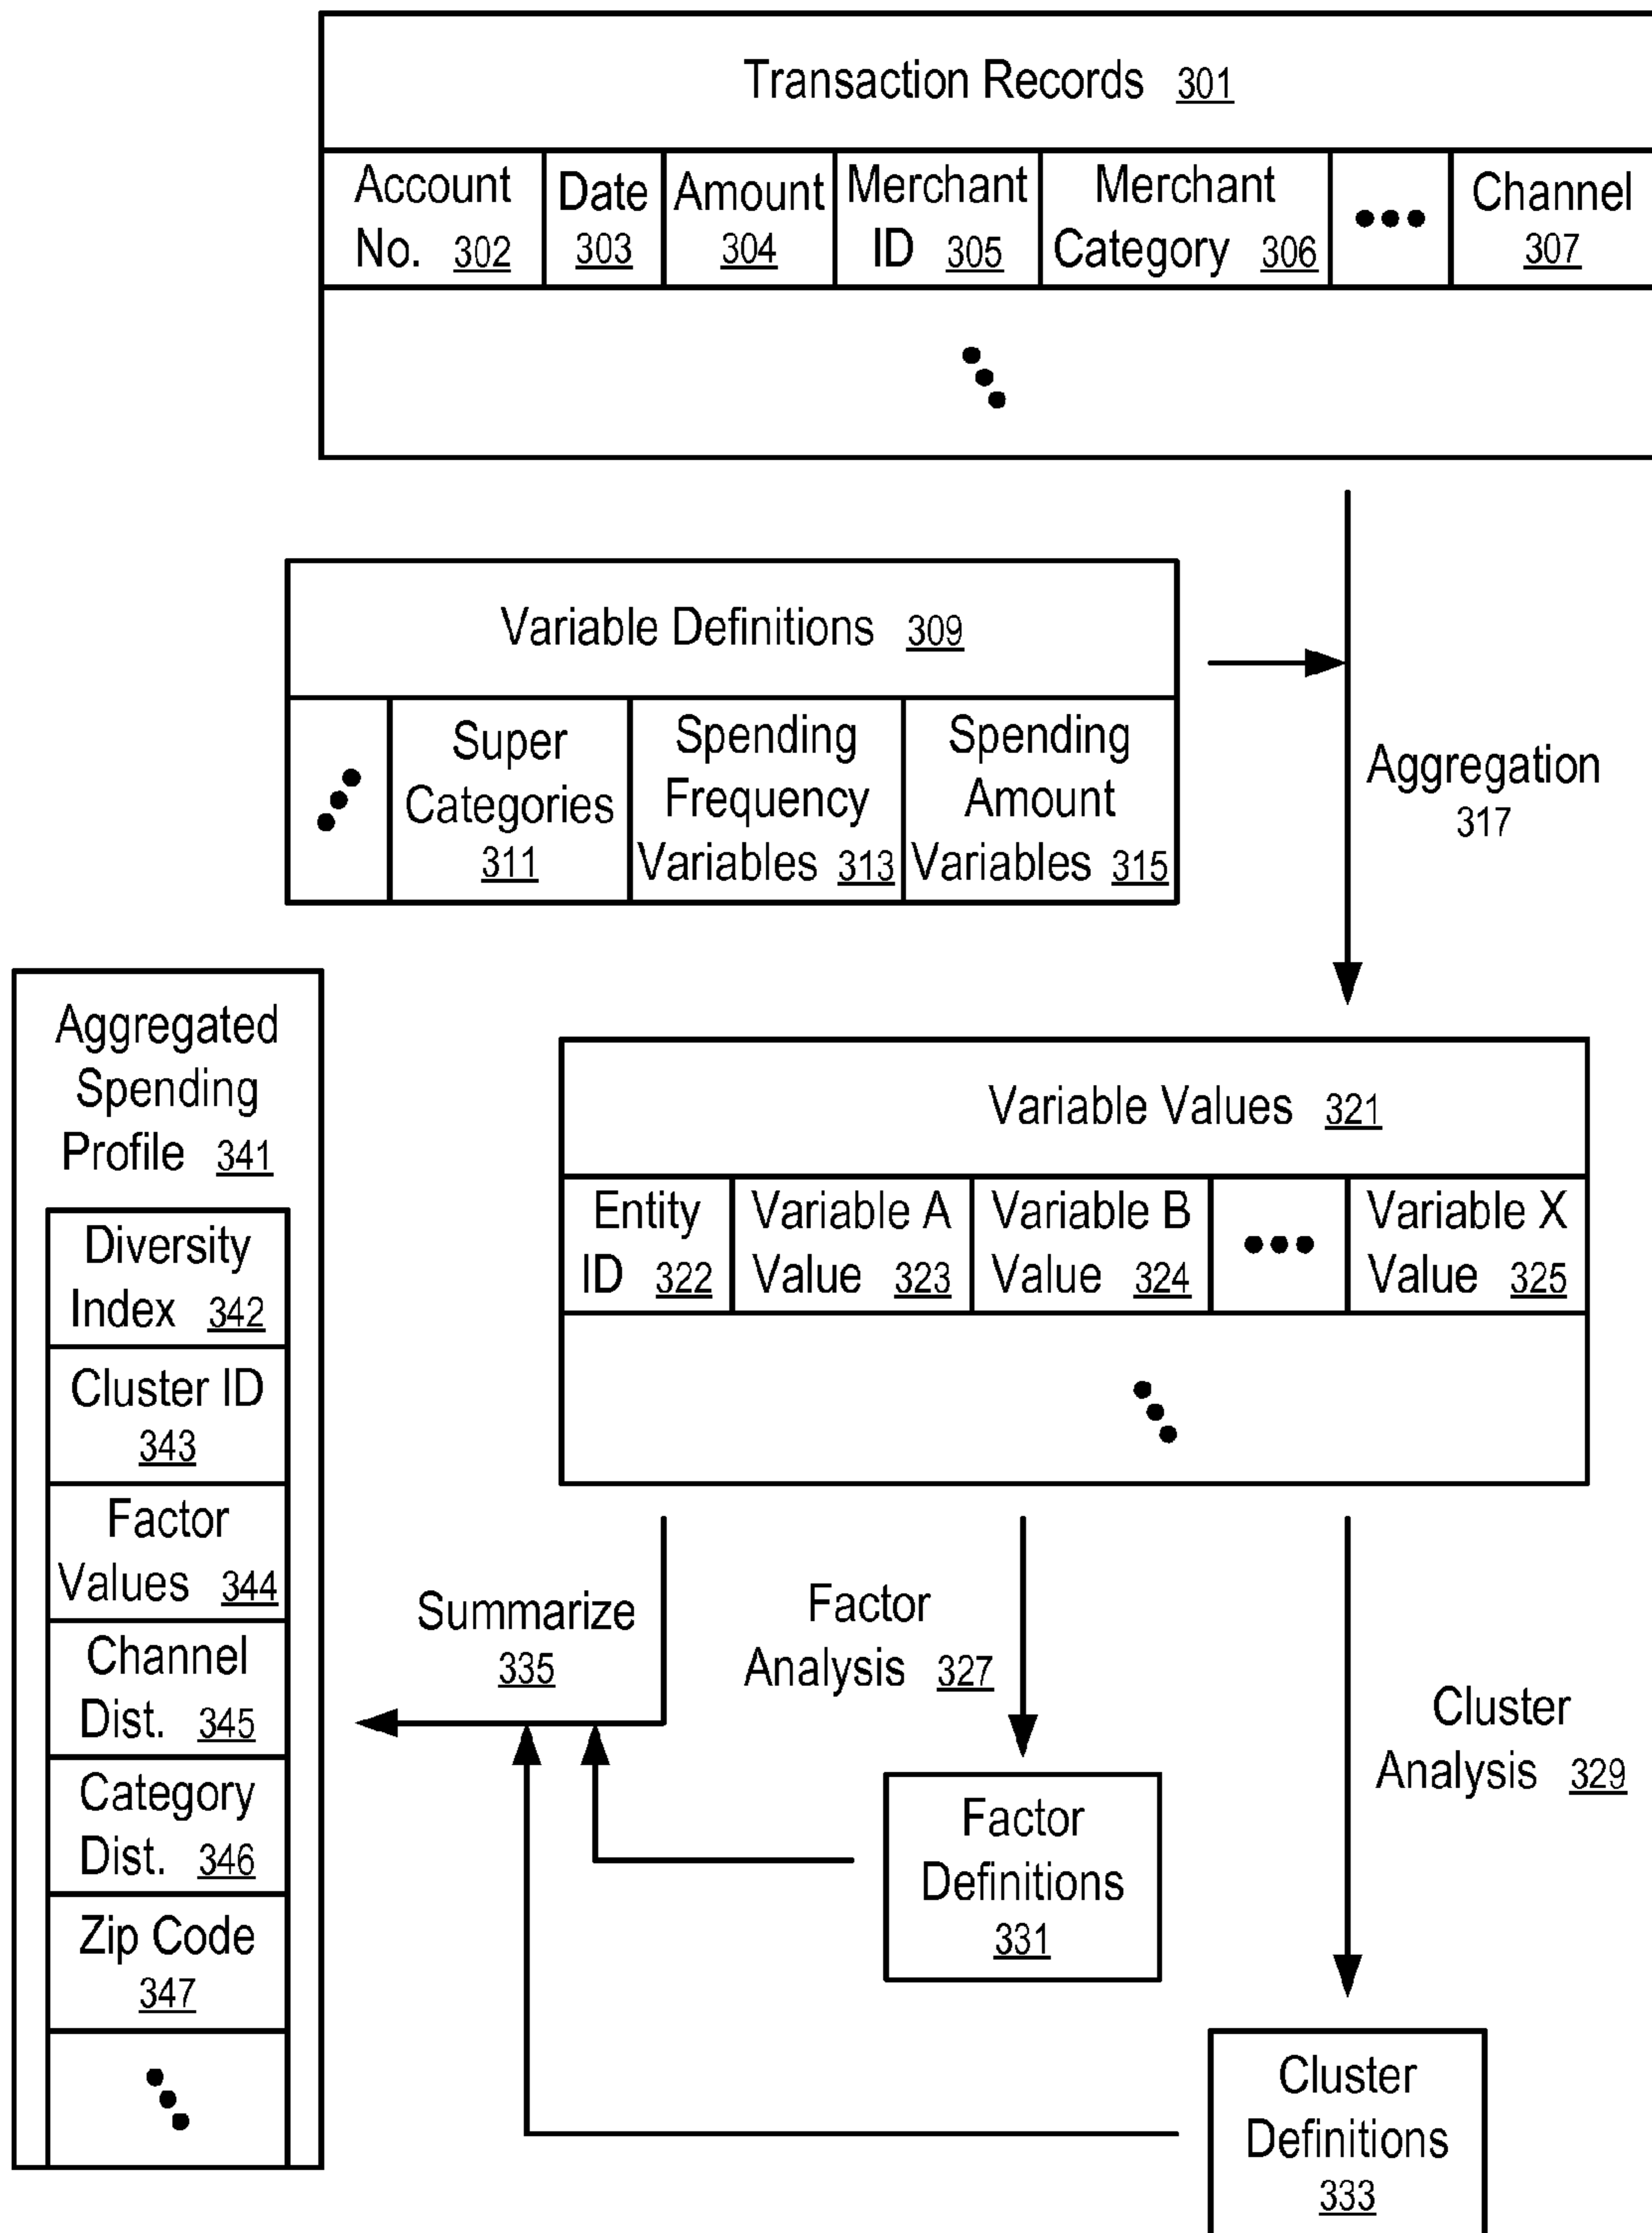 Transaction Records 301
Account No. 302
Date 303
Amount 304
Merchant ID 305
Merchant Category 306
•••
Channel 307
Variable Definitions 309
Super Categories 311
Spending Frequency Variables 313
Spending Amount Variables 315
Aggregation 317
Aggregated Spending Profile 341
Diversity Index 342
Cluster ID 343
Factor Values 344
Channel Dist. 345
Category Dist. 346
Zip Code 347
Variable Values 321
Entity ID 322
Variable A Value 323
Variable B Value 324
•••
Variable X Value 325
Summarize 335
Factor Analysis 327
Cluster Analysis 329
Factor Definitions 331
Cluster Definitions 333